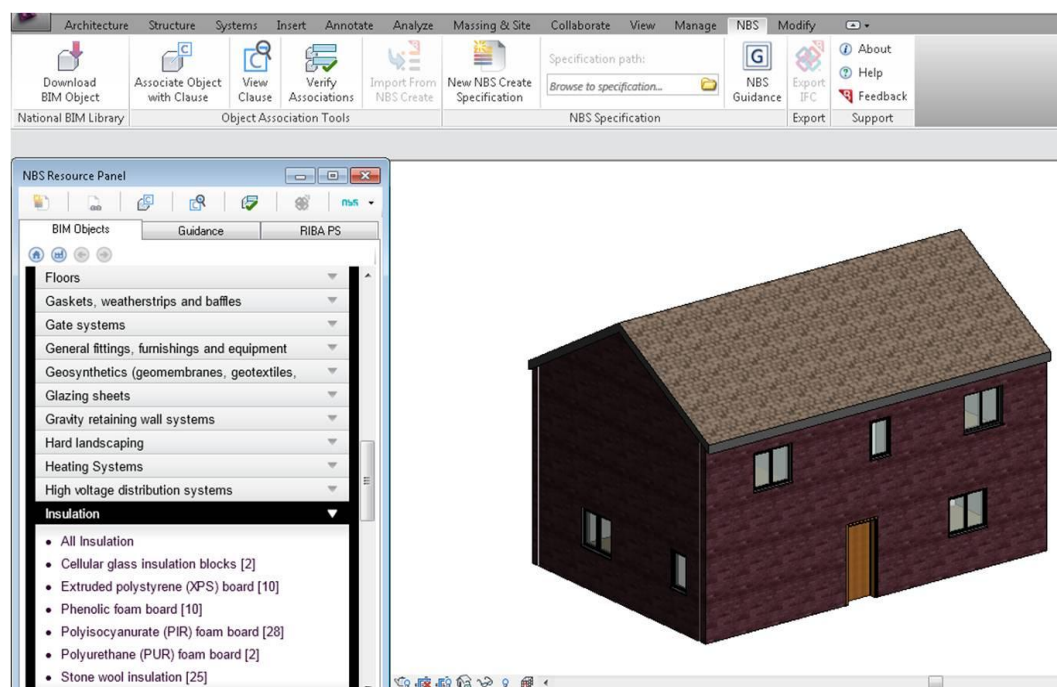 Architecture Structure Systems Insert Annotate Analyze Massing & Site Collaborate View Manage NBS Modify
Download BIM Object
Associate Object with Clause
View Clause
Verify Associations
Import From NBS Create
New NBS Create Specification
Specification path:
Browse to specification...
G
NBS Guidance
Export IFC
About
Help
Feedback
National BIM Library
Object Association Tools
NBS Specification
Export
Support
NBS Resource Panel
nbs
BIM Objects Guidance RIBA PS
Floors
Gaskets, weatherstrips and baffles
Gate systems
General fittings, furnishings and equipment
Geosynthetics (geomembranes, geotextiles,
Glazing sheets
Gravity retaining wall systems
Hard landscaping
Heating Systems
High voltage distribution systems
Insulation
All Insulation
Cellular glass insulation blocks [2]
Extruded polystyrene (XPS) board [10]
Phenolic foam board [10]
Polyisocyanurate (PIR) foam board [28]
Polyurethane (PUR) foam board [2]
Stone wool insulation [25]